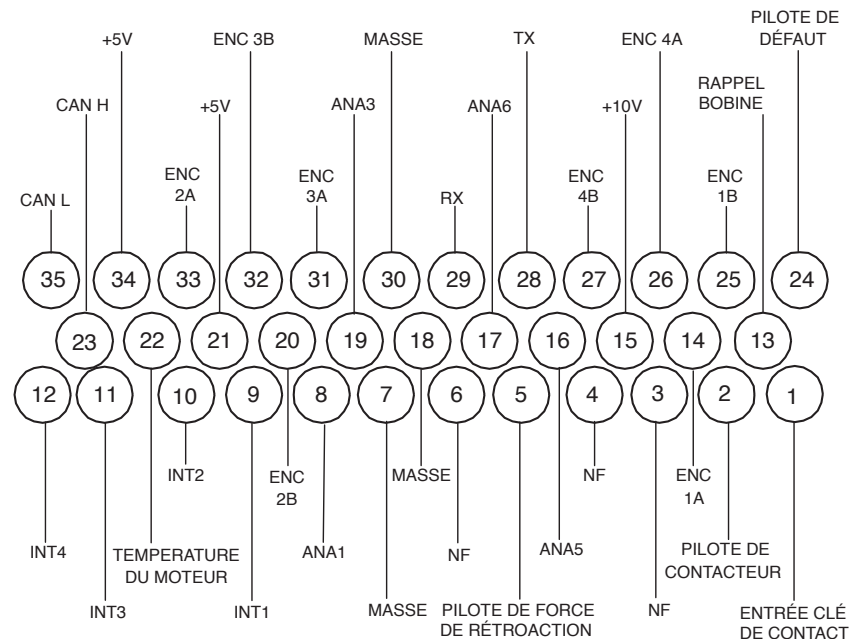 PILOTE DE
DÉFAUT
+5V
ENC 3B
MASSE
TX
ENC 4A
RAPPEL
BOBINE
CAN H
+5V
ANA3
ANA6
+10V
ENC
2A
ENC
3A
ENC
4B
ENC
1B
CAN L
RX
35 34 33 32 31 30 29 28 27 26 25 24
23 22 21 20 19 18 17 16 15 14 13
12 11 10 9 8 7 6 5 4 3 2 1
INT2
ENC
2B
MASSE
NF
ENC
1A
INT4
TEMPERATURE
DU MOTEUR
ANA1
NF
ANA5
PILOTE DE
CONTACTEUR
INT3
INT1
MASSE
PILOTE DE FORCE
DE RÉTROACTION
NF
ENTRÉE CLÉ
DE CONTACT